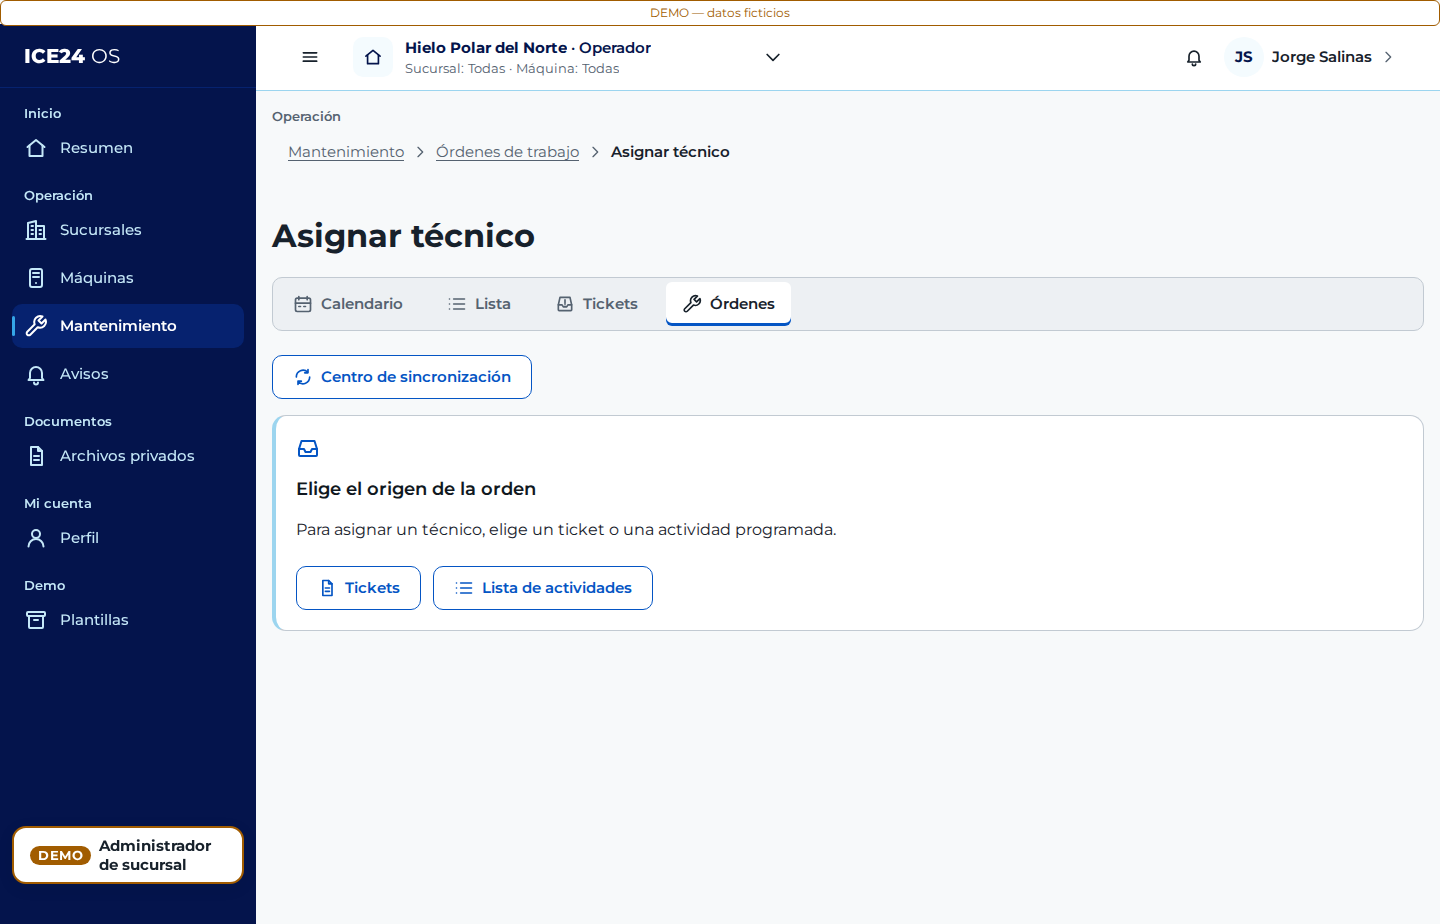 DEMO — datos ficticios
ICE24 OS
Inicio
Resumen
Operación
Sucursales
Máquinas
Mantenimiento
Avisos
Documentos
Archivos privados
Mi cuenta
Perfil
Demo
Plantillas
DEMO
Administrador
de sucursal
Hielo Polar del Norte · Operador
Sucursal: Todas · Máquina: Todas
JS
Jorge Salinas
Operación
Mantenimiento
Órdenes de trabajo
Asignar técnico
Asignar técnico
Calendario
Lista
Tickets
Órdenes
Centro de sincronización
Elige el origen de la orden
Para asignar un técnico, elige un ticket o una actividad programada.
Tickets
Lista de actividades